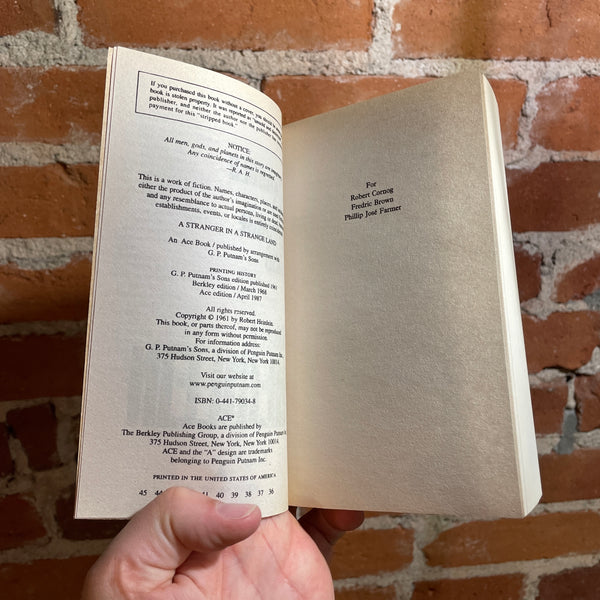 If you purchased this book without a cover, you should be
book is stolen property. It was reported as "unsold and
publisher, and neither the author nor the publisher
payment for this "stripped book."
NOTICE:
All men, gods, and planets in this story are
Any coincidence of names is regretted.
—R. A. H.
This is a work of fiction. Names, characters, places, and
either the product of the author's imagination or are used
and any resemblance to actual persons, living or dead,
establishments, events, or locales is entirely
A STRANGER IN A STRANGE LAND
An Ace Book / published by arrangement with
G. P. Putnam's Sons
PRINTING HISTORY
G. P. Putnam's Sons edition published 1961
Berkley edition / March 1968
Ace edition / April 1987
All rights reserved.
Copyright © 1961 by Robert Heinlein.
This book, or parts thereof, may not be reproduced
in any form without permission.
For information address:
G. P. Putnam's Sons, a division of Penguin Putnam Inc.
375 Hudson Street, New York, New York 10014.
Visit our website at
www.penguinputnam.com
ISBN: 0-441-79034-8
ACE®
Ace Books are published by
The Berkley Publishing Group, a division of Penguin Putnam Inc.
375 Hudson Street, New York, New York 10014.
ACE and the "A" design are trademarks
belonging to Penguin Putnam Inc.
PRINTED IN THE UNITED STATES OF AMERICA
45 41 40 39 38 37 36
For
Robert Cornog
Fredric Brown
Phillip José Farmer